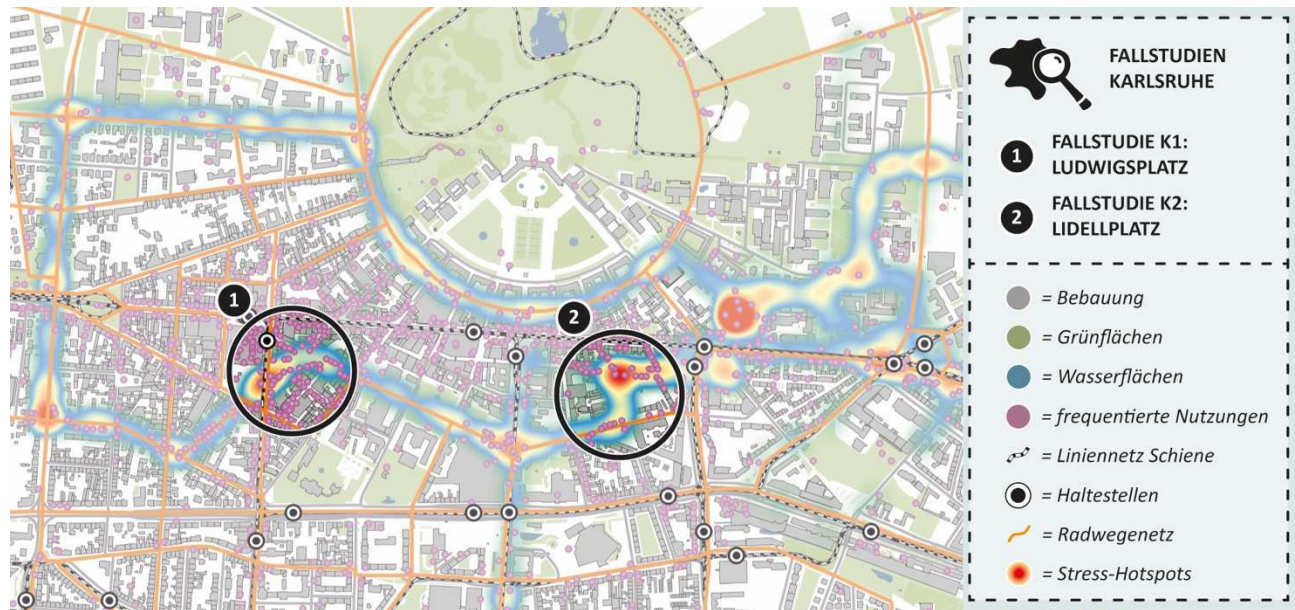 FALLSTUDIEN
KARLSRUHE
1
FALLSTUDIE K1:
LUDWIGSPLATZ
2
FALLSTUDIE K2:
LIDELLPLATZ
= Bebauung
= Grünflächen
= Wasserflächen
= frequentierte Nutzungen
= Liniennetz Schiene
= Haltestellen
= Radwegenetz
= Stress-Hotspots
1
2